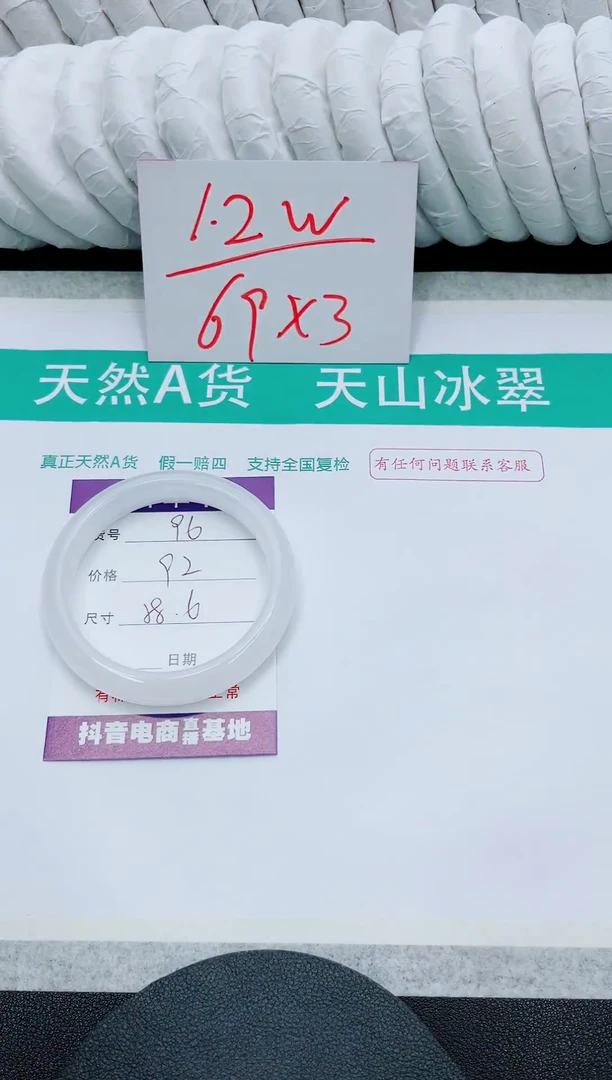 1.2W
69X3
天然A货 天山冰翠
真正天然A货 假一赔四 支持全国复检 有任何问题联系客服
货号 96
价格 92
尺寸 58.6
日期
抖音电商直播基地